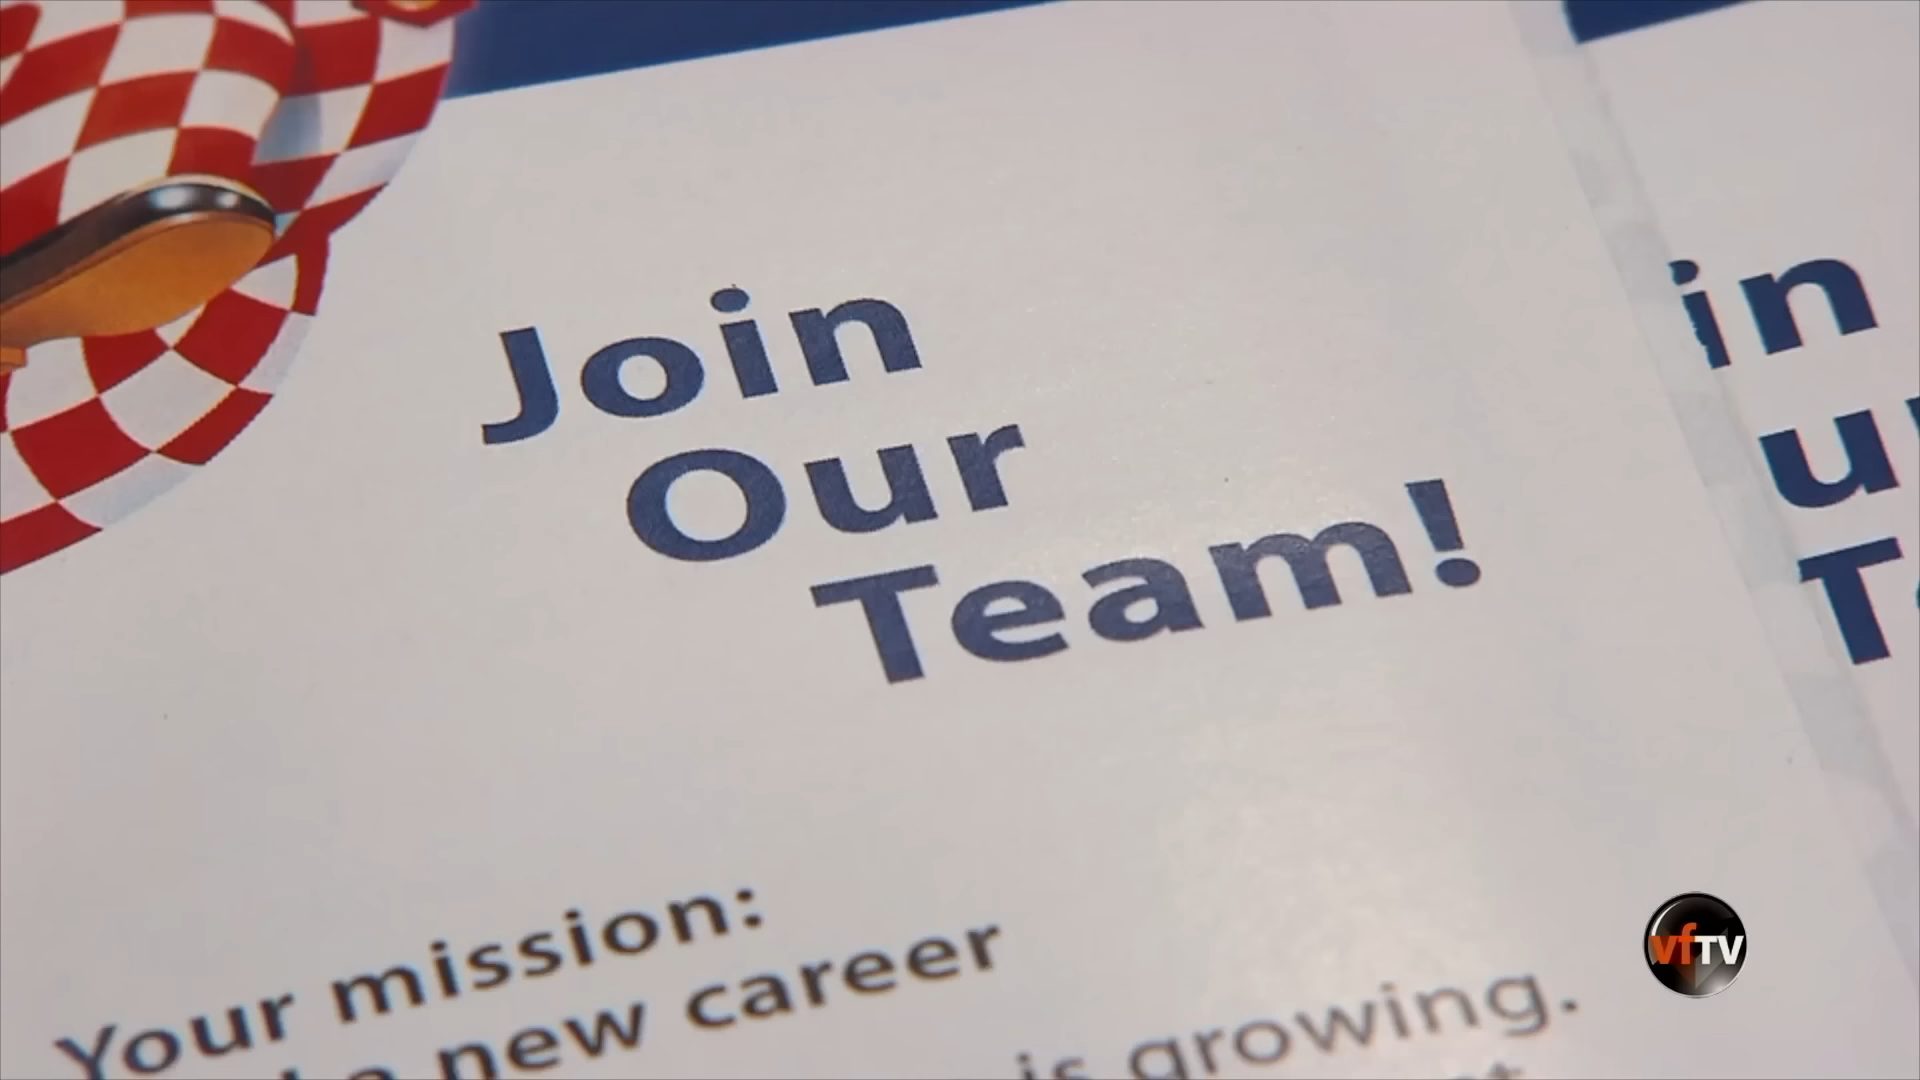 Join
Our
Team!
in
Your mission:
new career
is growing.
vfTV